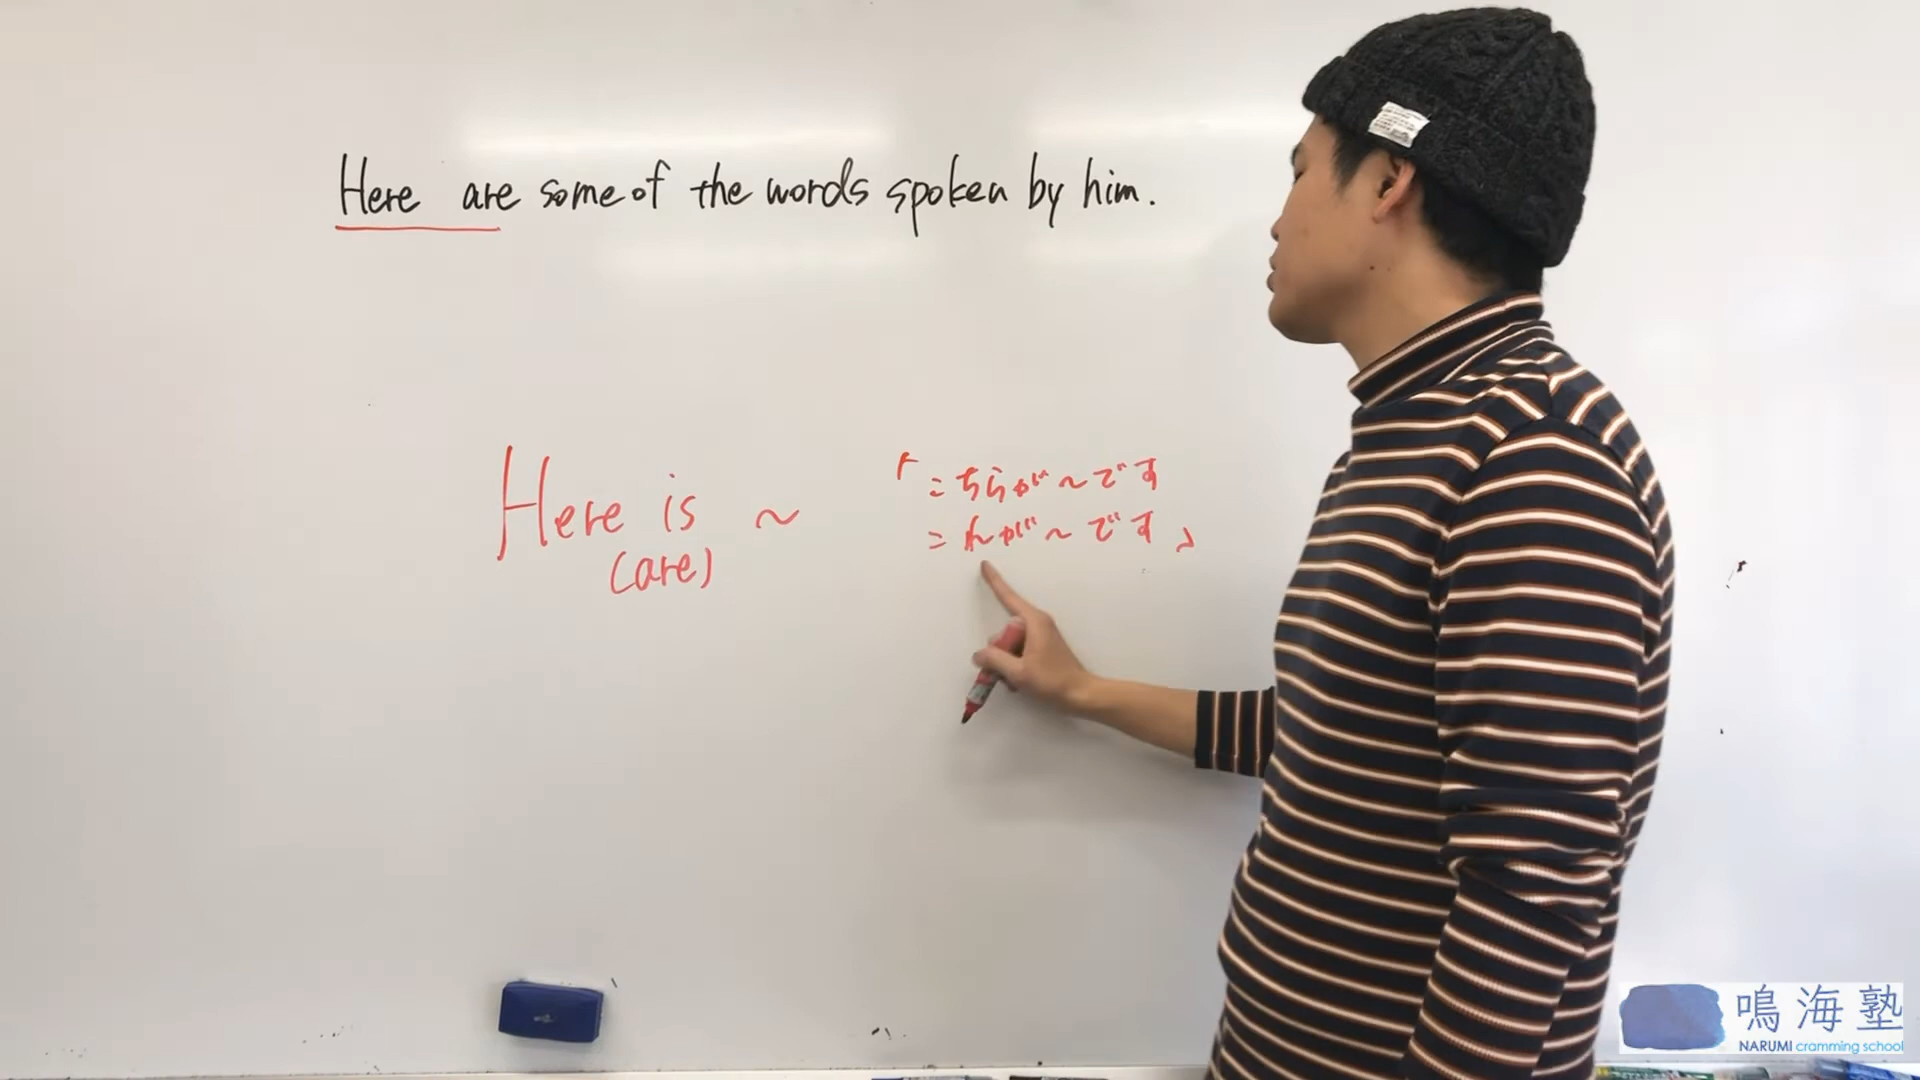 Here are some of the words spoken by him.
Here is ～
(are)
「こちらが～です
これが～です」
鳴海塾
NARUMI cramming school